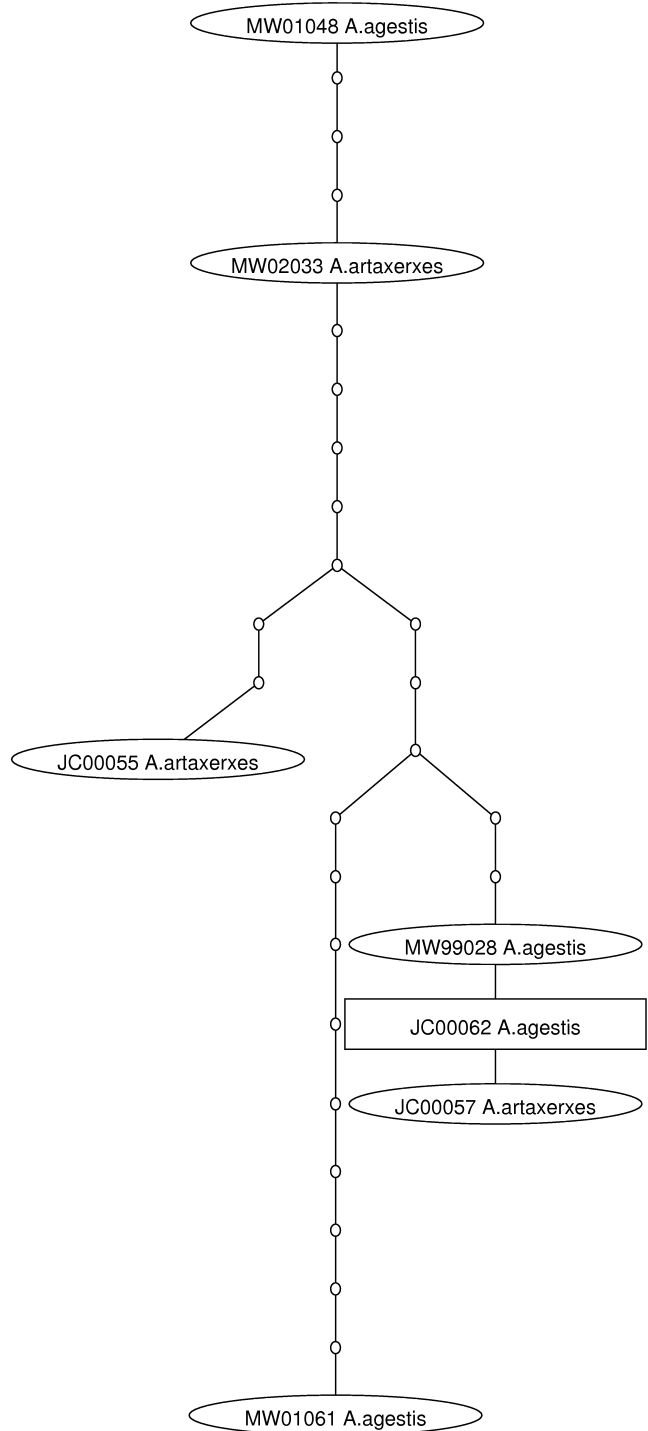 MW01048 A.agestis
MW02033 A.artaxerxes
JC00055 A.artaxerxes
MW99028 A.agestis
JC00062 A.agestis
JC00057 A.artaxerxes
MW01061 A.agestis